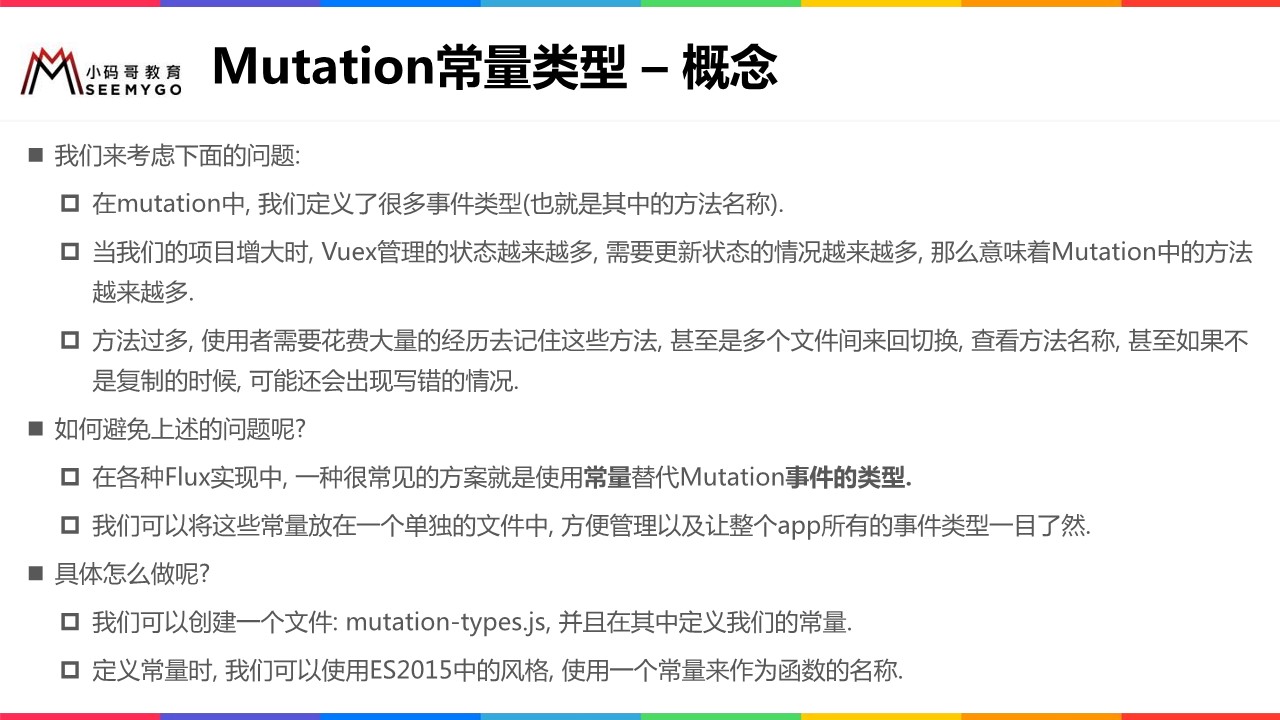 小码哥教育
SEEMYGO
Mutation常量类型 – 概念
我们来考虑下面的问题:
在mutation中, 我们定义了很多事件类型(也就是其中的方法名称).
当我们的项目增大时, Vuex管理的状态越来越多, 需要更新状态的情况越来越多, 那么意味着Mutation中的方法
越来越多.
方法过多, 使用者需要花费大量的经历去记住这些方法, 甚至是多个文件间来回切换, 查看方法名称, 甚至如果不
是复制的时候, 可能还会出现写错的情况.
如何避免上述的问题呢?
在各种Flux实现中, 一种很常见的方案就是使用常量替代Mutation事件的类型.
我们可以将这些常量放在一个单独的文件中, 方便管理以及让整个app所有的事件类型一目了然.
具体怎么做呢?
我们可以创建一个文件: mutation-types.js, 并且在其中定义我们的常量.
定义常量时, 我们可以使用ES2015中的风格, 使用一个常量来作为函数的名称.